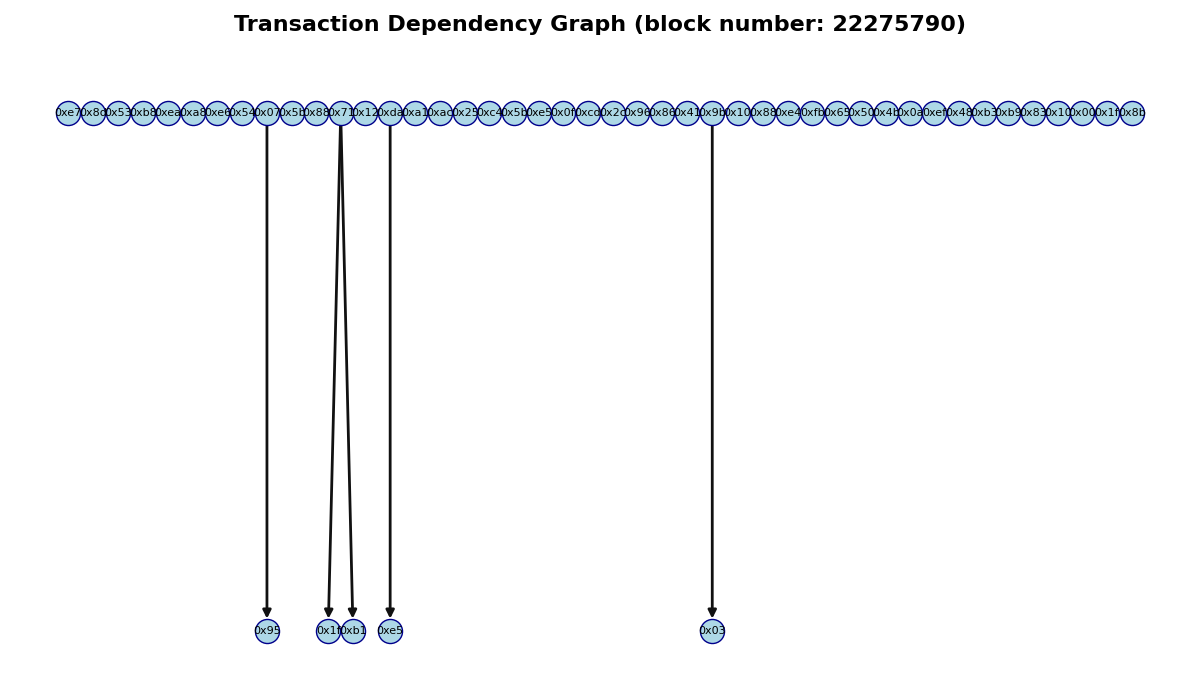 Transaction Dependency Graph (block number: 22275790)
0xe7 0x8d 0x53 0xb8 0xea 0xa8 0xe6 0x54 0x07 0x5b 0x88 0x71 0x12 0xda 0xa1 0xac 0x25 0xc4 0x5b 0xe5 0x0f 0xcd 0x2c 0x96 0x86 0x41 0x9b 0x10 0x88 0xe4 0xfb 0x65 0x50 0x4b 0x0a 0xef 0x48 0xb3 0xb9 0x83 0x10 0x00 0x1f 0x8b
0x95 0x1f 0xb1 0xe5 0x03